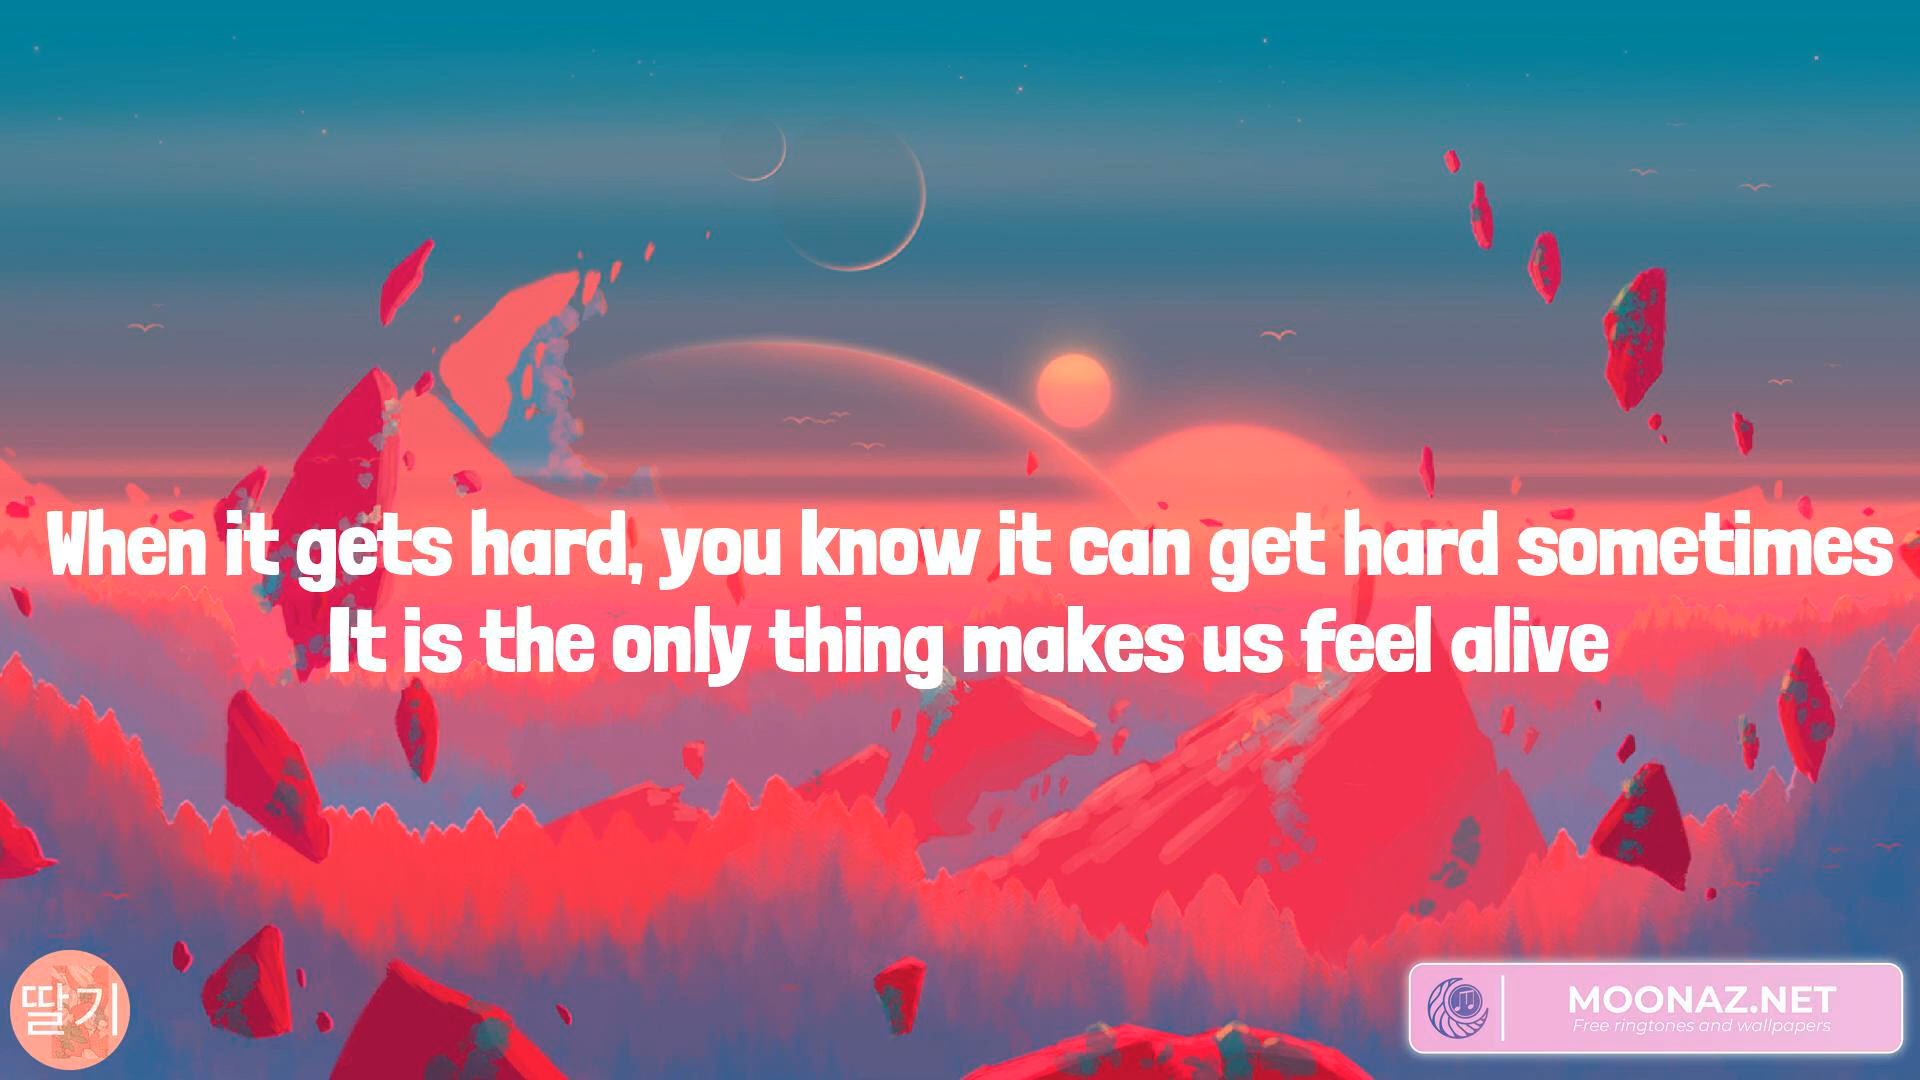 When it gets hard, you know it can get hard sometimes
It is the only thing makes us feel alive
딸기
MOONAZ.NET
Free ringtones and wallpapers